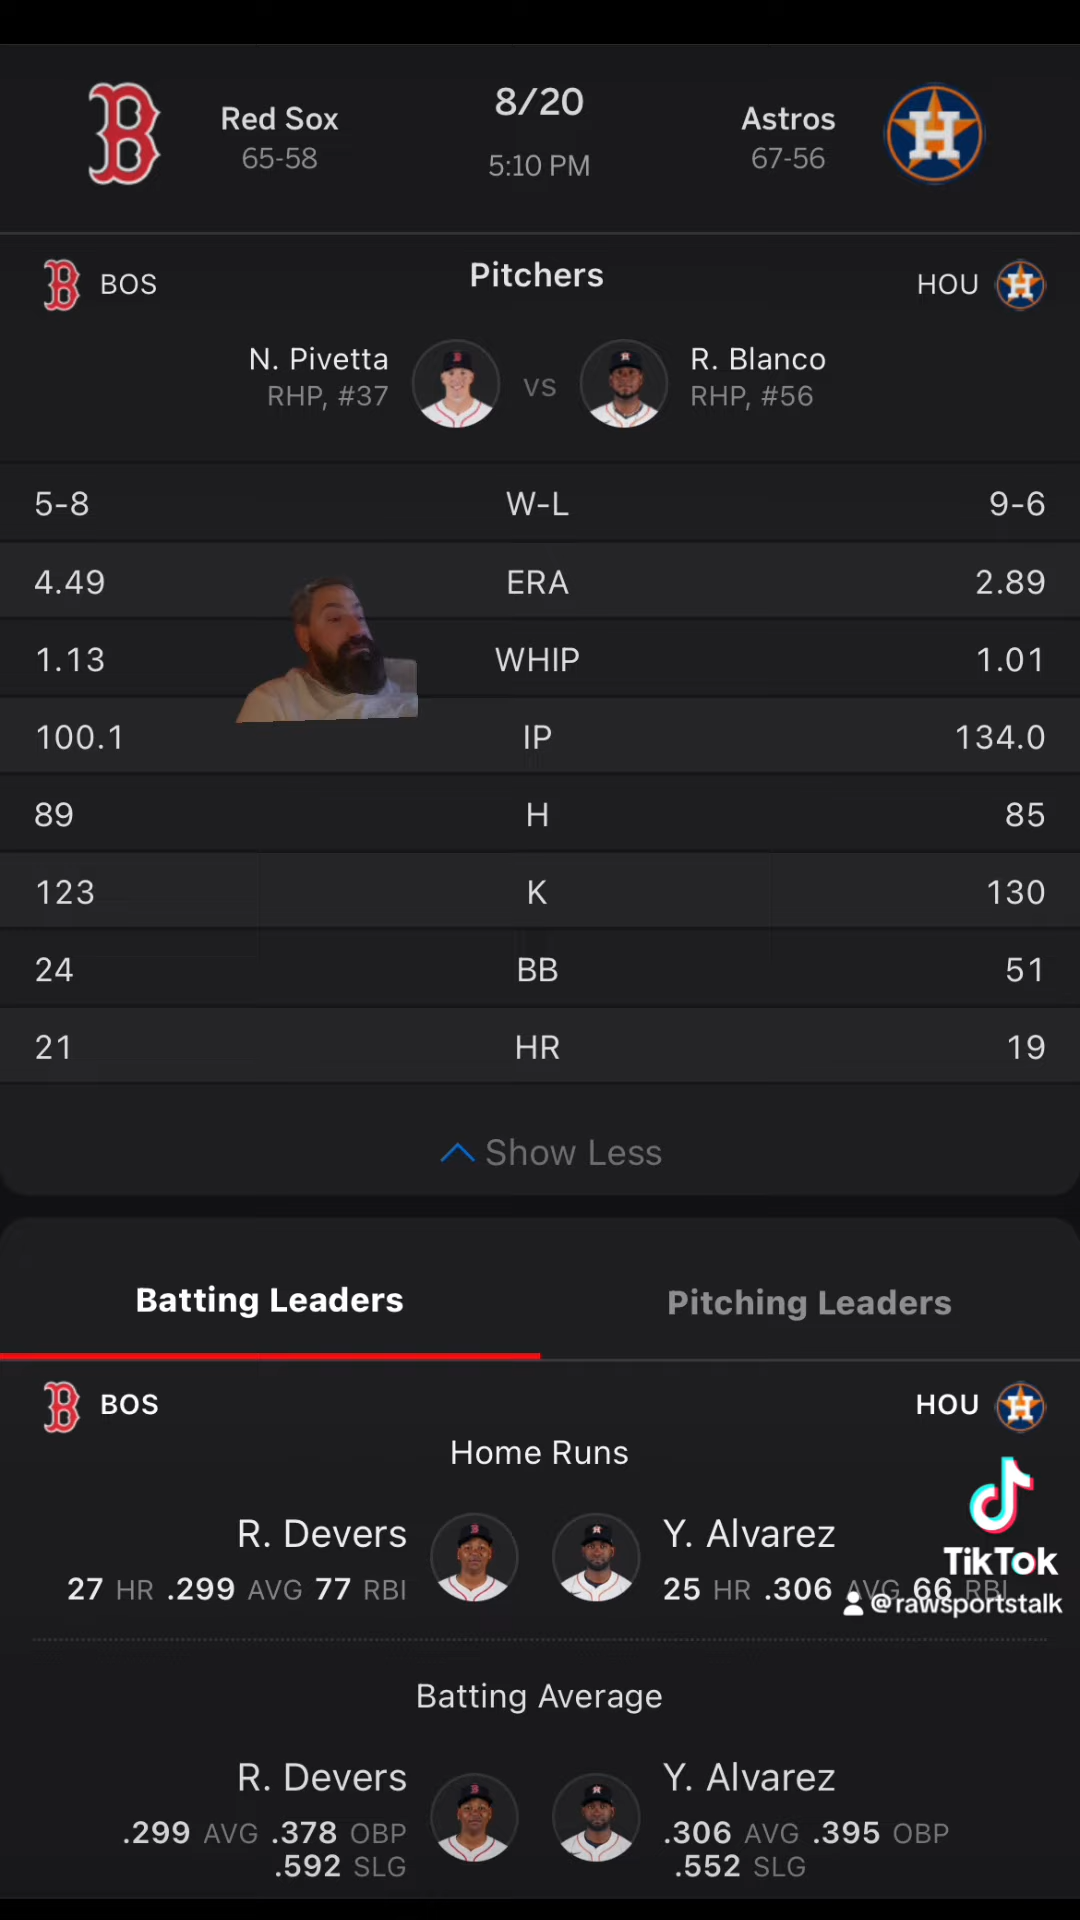 Red Sox
65-58
8/20
5:10 PM
Astros
67-56
BOS
Pitchers
HOU
N. Pivetta
RHP, #37
vs
R. Blanco
RHP, #56
5-8 W-L 9-6
4.49 ERA 2.89
1.13 WHIP 1.01
100.1 IP 134.0
89 H 85
123 K 130
24 BB 51
21 HR 19
Show Less
Batting Leaders
Pitching Leaders
BOS
HOU
Home Runs
R. Devers
27 HR .299 AVG 77 RBI
Y. Alvarez
25 HR .306 AVG 66 RBI
TikTok
@rawsportstalk
Batting Average
R. Devers
.299 AVG .378 OBP
.592 SLG
Y. Alvarez
.306 AVG .395 OBP
.552 SLG